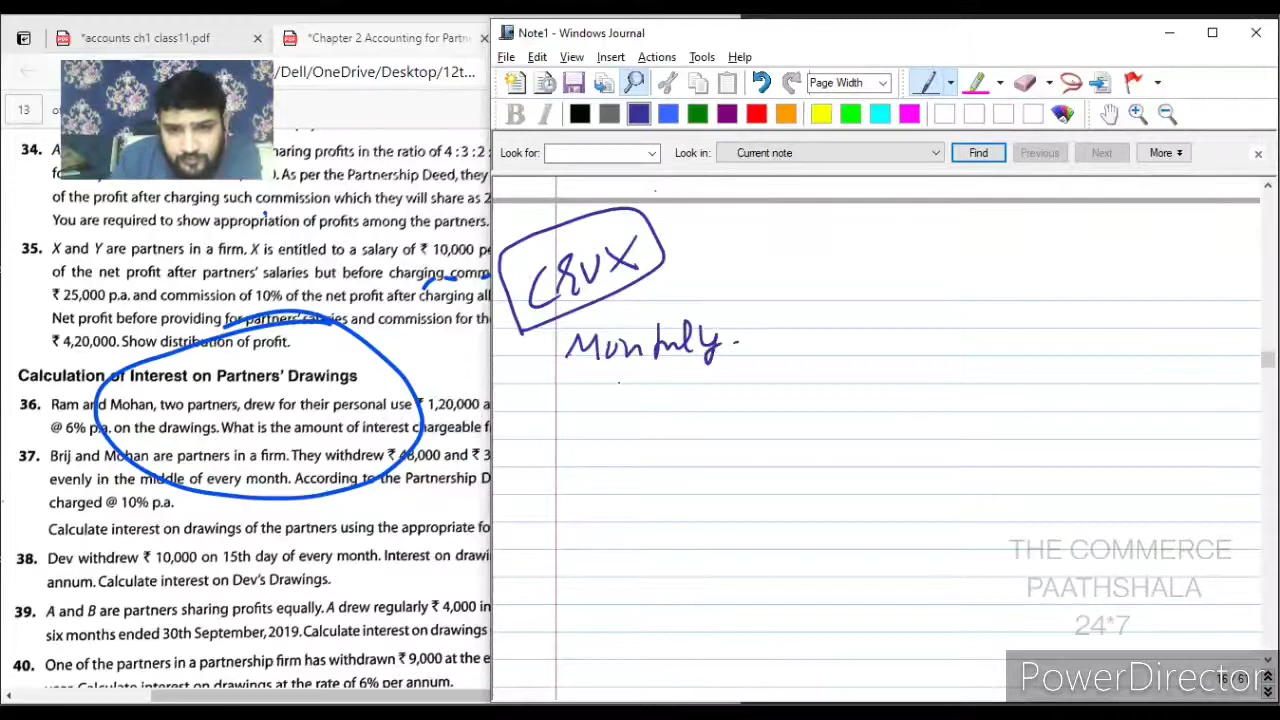 *accounts ch1 class11.pdf
*Chapter 2 Accounting for Partn
Note1 - Windows Journal
File Edit View Insert Actions Tools Help
/Dell/OneDrive/Desktop/12t...
Page Width
13
B I
Look for: Look in: Current note Find Previous Next More
34. A haring profits in the ratio of 4 : 3 : 2 :
). As per the Partnership Deed, they
of the profit after charging such commission which they will share as 2
You are required to show appropriation of profits among the partners.
35. X and Y are partners in a firm. X is entitled to a salary of ₹ 10,000 pe
of the net profit after partners' salaries but before charging comm
₹ 25,000 p.a. and commission of 10% of the net profit after charging all
Net profit before providing for partners' salaries and commission for the
₹ 4,20,000. Show distribution of profit.
Calculation of Interest on Partners' Drawings
36. Ram and Mohan, two partners, drew for their personal use ₹ 1,20,000 a
@ 6% p.a. on the drawings. What is the amount of interest chargeable f
37. Brij and Mohan are partners in a firm. They withdrew ₹ 48,000 and ₹ 3
evenly in the middle of every month. According to the Partnership D
charged @ 10% p.a.
Calculate interest on drawings of the partners using the appropriate fo
38. Dev withdrew ₹ 10,000 on 15th day of every month. Interest on drawi
annum. Calculate interest on Dev's Drawings.
39. A and B are partners sharing profits equally. A drew regularly ₹ 4,000 in
six months ended 30th September, 2019. Calculate interest on drawings
40. One of the partners in a partnership firm has withdrawn ₹ 9,000 at the e
year. Calculate interest on drawings at the rate of 6% per annum.
CRUX
Monthly.
THE COMMERCE
PAATHSHALA
24*7
PowerDirector